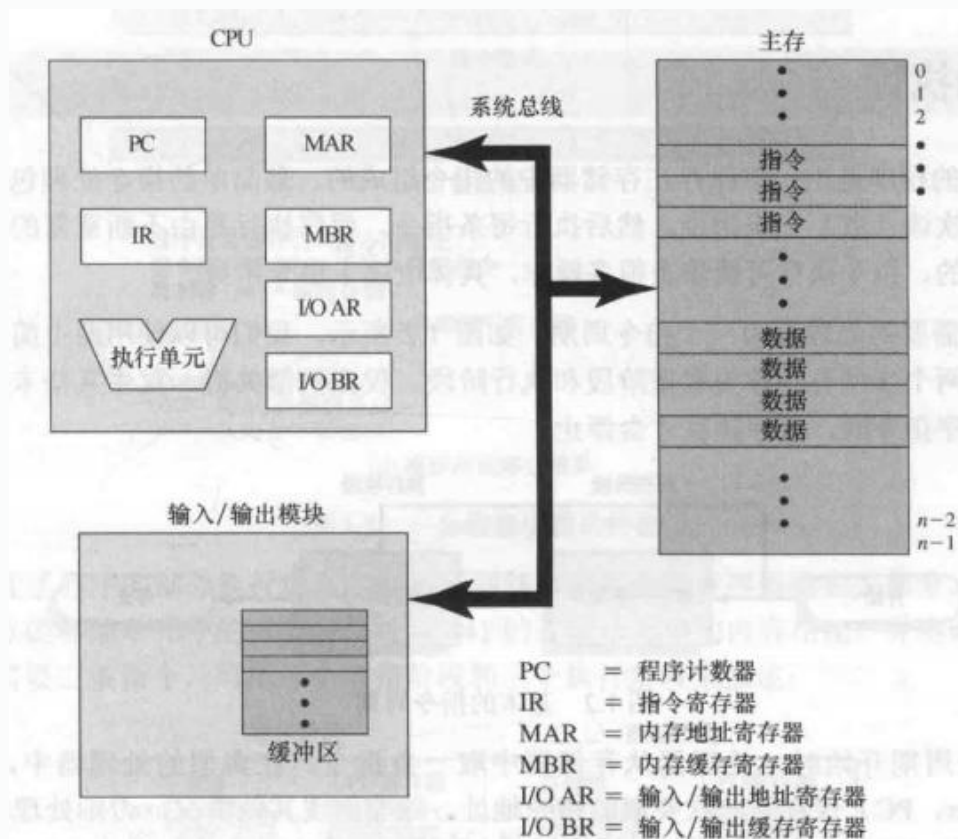 CPU
PC
MAR
IR
MBR
I/O AR
执行单元
I/O BR
系统总线
主存
0
1
2
指令
指令
指令
数据
数据
数据
数据
n-2
n-1
输入/输出模块
缓冲区
PC = 程序计数器
IR = 指令寄存器
MAR = 内存地址寄存器
MBR = 内存缓存寄存器
I/O AR = 输入/输出地址寄存器
I/O BR = 输入/输出缓存寄存器